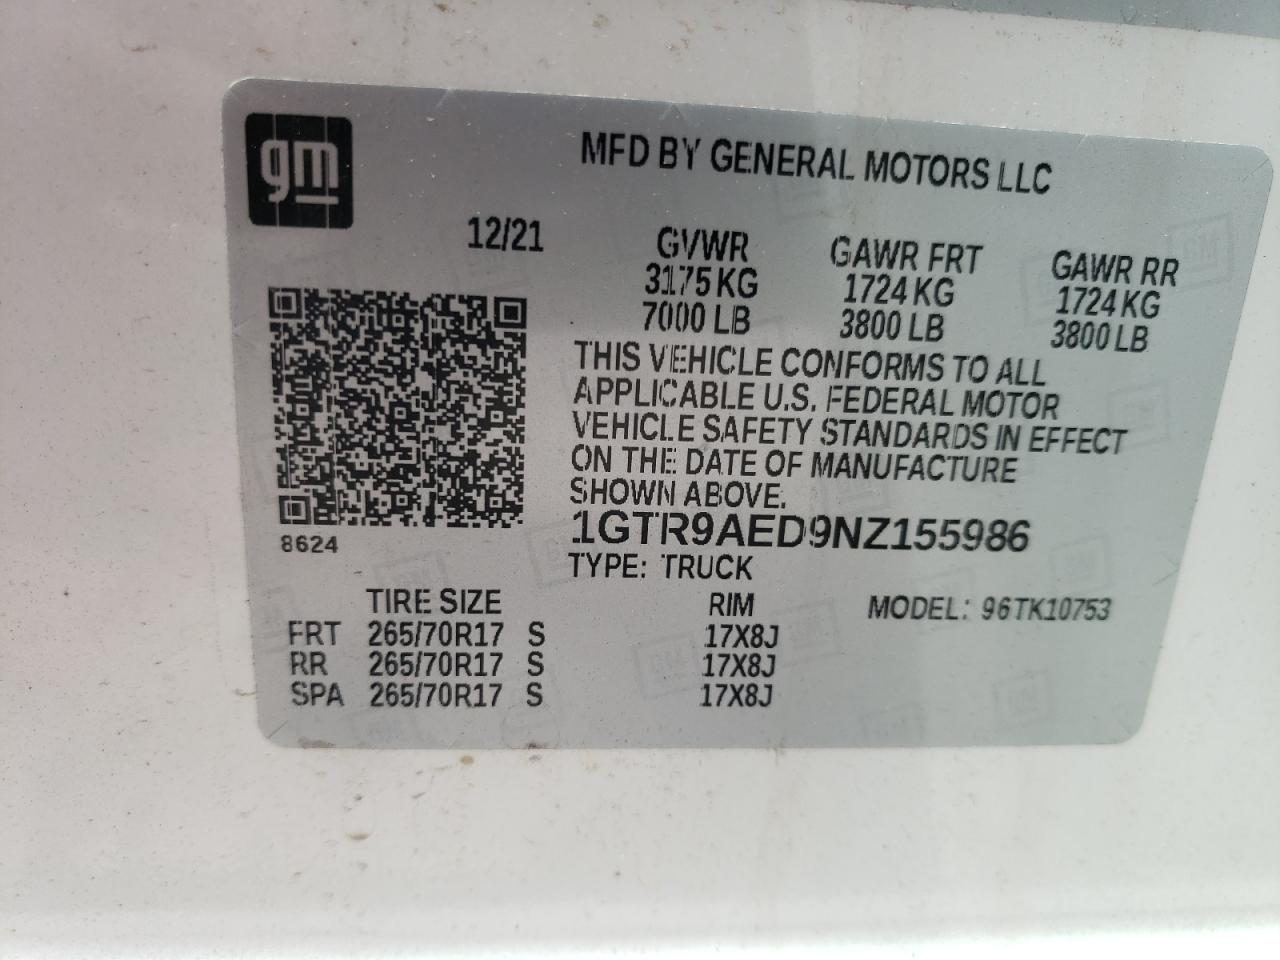 gm
MFD BY GENERAL MOTORS LLC
12/21
GVWR GAWR FRT GAWR RR
3175 KG 1724 KG 1724 KG
7000 LB 3800 LB 3800 LB
THIS VEHICLE CONFORMS TO ALL
APPLICABLE U.S. FEDERAL MOTOR
VEHICLE SAFETY STANDARDS IN EFFECT
ON THE DATE OF MANUFACTURE
SHOWN ABOVE.
1GTR9AED9NZ155986
8624
TYPE: TRUCK
TIRE SIZE RIM MODEL: 96TK10753
FRT 265/70R17 S 17X8J
RR 265/70R17 S 17X8J
SPA 265/70R17 S 17X8J